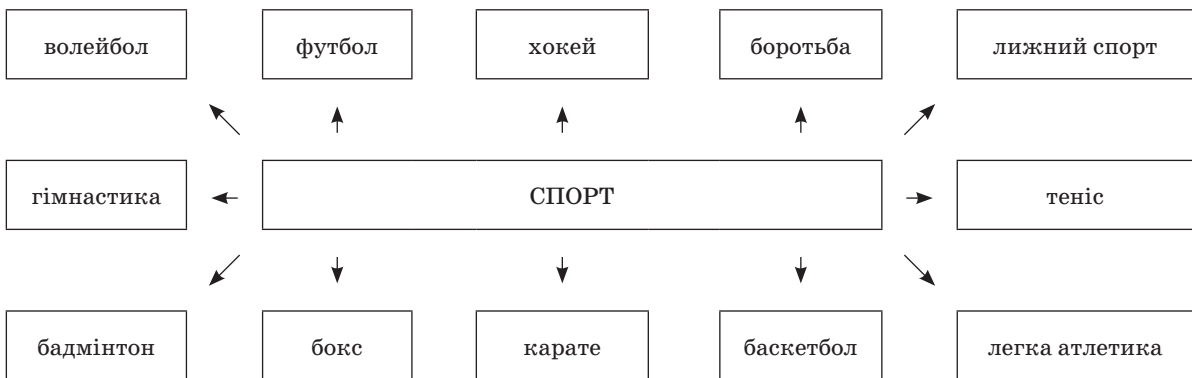 волейбол
футбол
хокей
боротьба
лижний спорт
гімнастика
СПОРТ
теніс
бадмінтон
бокс
карате
баскетбол
легка атлетика